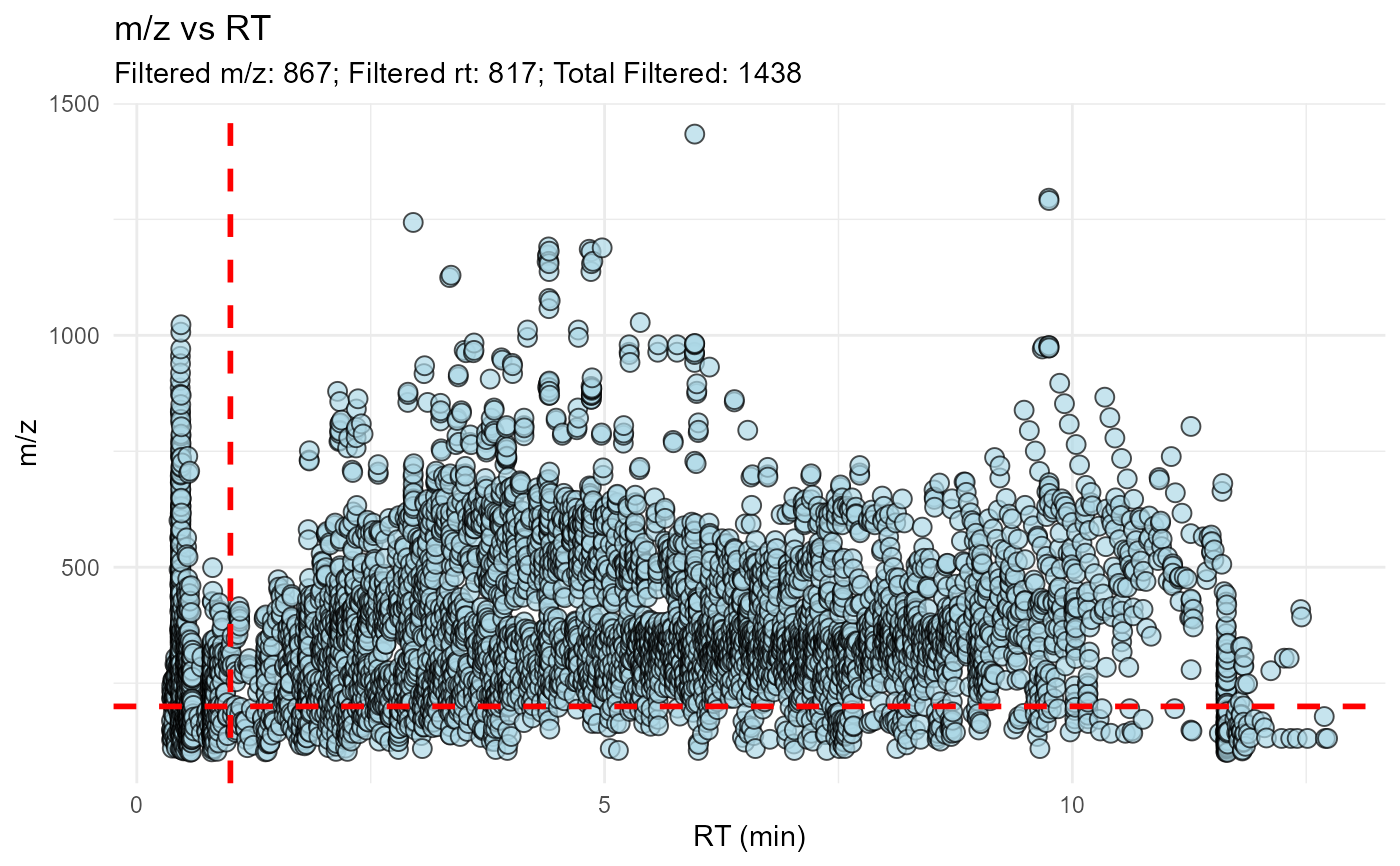 m/z vs RT
Filtered m/z: 867; Filtered rt: 817; Total Filtered: 1438
1500
1000
500
m/z
0 5 10
RT (min)